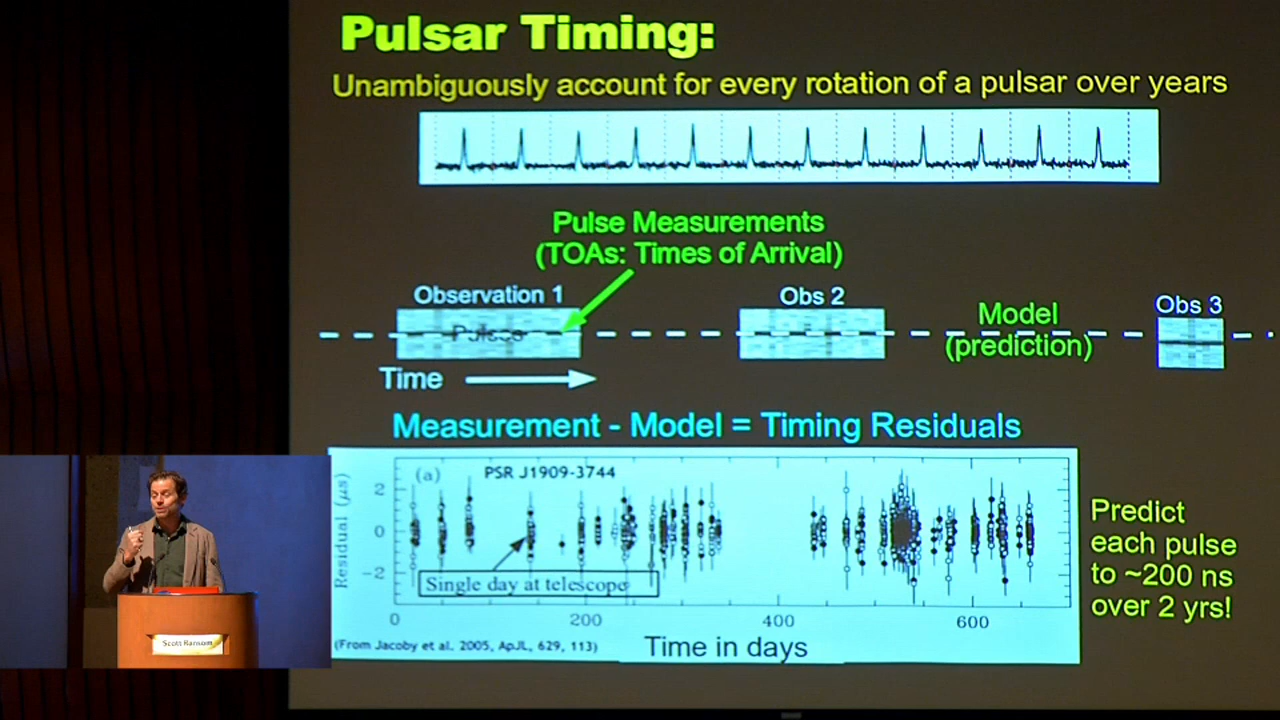 Pulsar Timing:
Unambiguously account for every rotation of a pulsar over years
Pulse Measurements
(TOAs: Times of Arrival)
Observation 1
Obs 2
Obs 3
Pulses
Model
(prediction)
Time
Measurement - Model = Timing Residuals
(a)
PSR J1909-3744
Residual (μs)
2
0
-2
Single day at telescope
0
200
400
600
(From Jacoby et al. 2005, ApJL, 629, 113)
Time in days
Predict
each pulse
to ~200 ns
over 2 yrs!
Scott Ransom